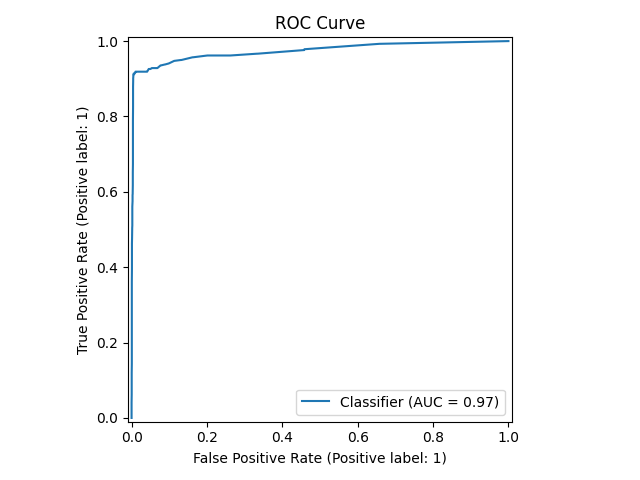 ROC Curve
True Positive Rate (Positive label: 1)
1.0
0.8
0.6
0.4
0.2
0.0
Classifier (AUC = 0.97)
0.0 0.2 0.4 0.6 0.8 1.0
False Positive Rate (Positive label: 1)